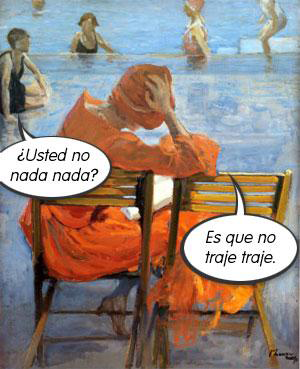 ¿Usted no
nada nada?
Es que no
traje traje.